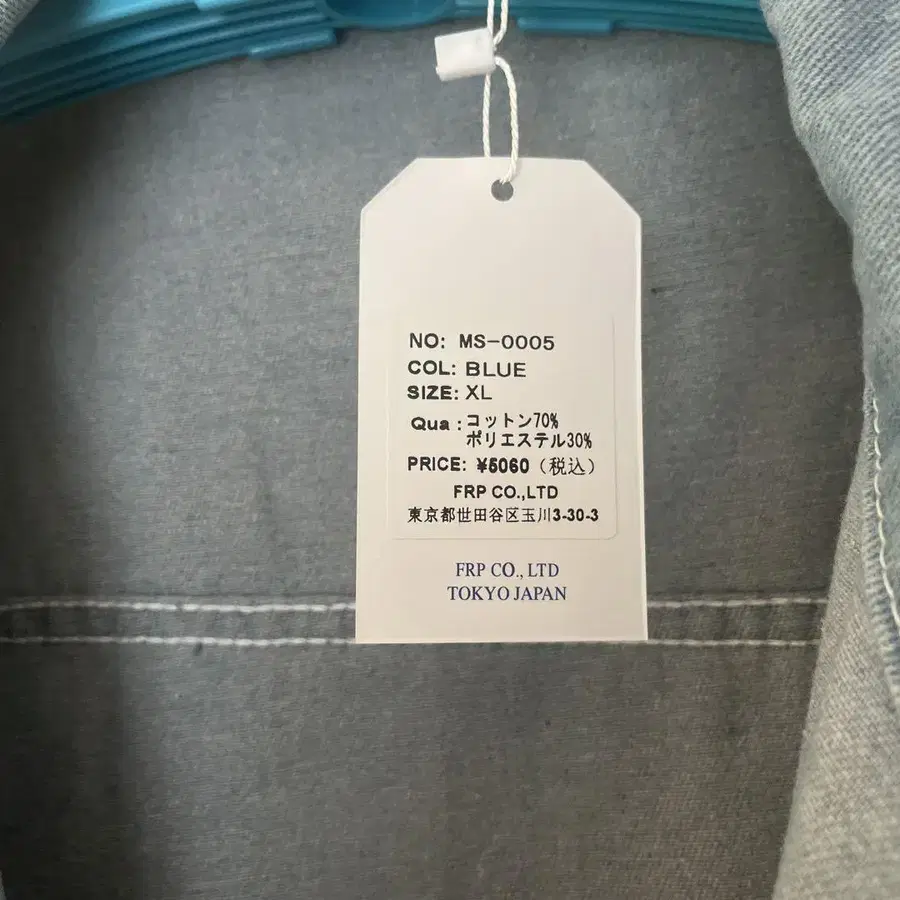 NO: MS-0005
COL: BLUE
SIZE: XL
Qua : コットン70%
ポリエステル30%
PRICE: ¥5060（税込）
FRP CO.,LTD
東京都世田谷区玉川3-30-3
FRP CO., LTD
TOKYO JAPAN